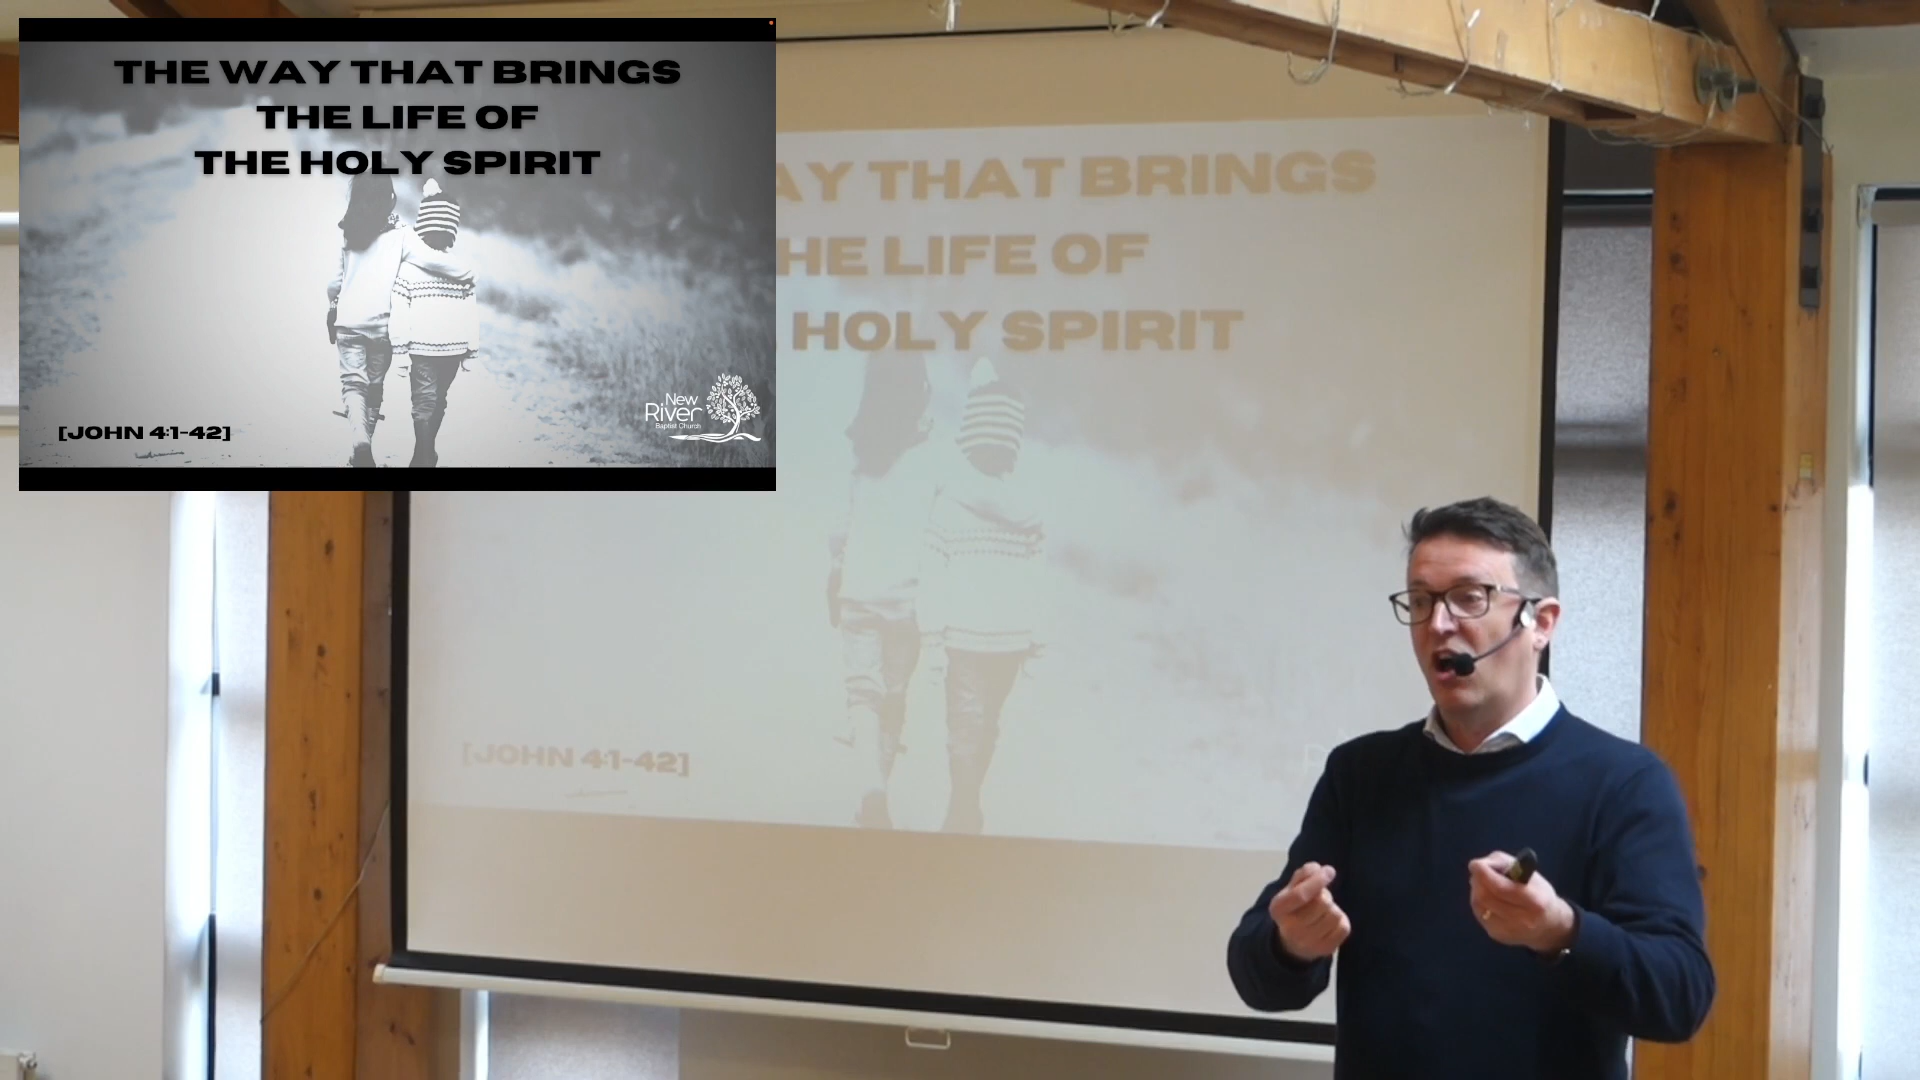 THE WAY THAT BRINGS
THE LIFE OF
THE HOLY SPIRIT
[JOHN 4:1-42]
New
River
Baptist Church
AY THAT BRINGS
HE LIFE OF
HOLY SPIRIT
[JOHN 4:1-42]